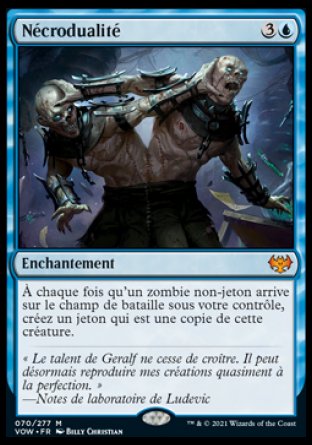 Nécrodualité 3
Enchantement
À chaque fois qu'un zombie non-jeton arrive
sur le champ de bataille sous votre contrôle,
créez un jeton qui est une copie de cette
créature.
« Le talent de Geralf ne cesse de croître. Il peut
désormais reproduire mes créations quasiment à
la perfection. »
—Notes de laboratoire de Ludevic
070/277 M
VOW • FR Billy Christian
™ & © 2021 Wizards of the Coast